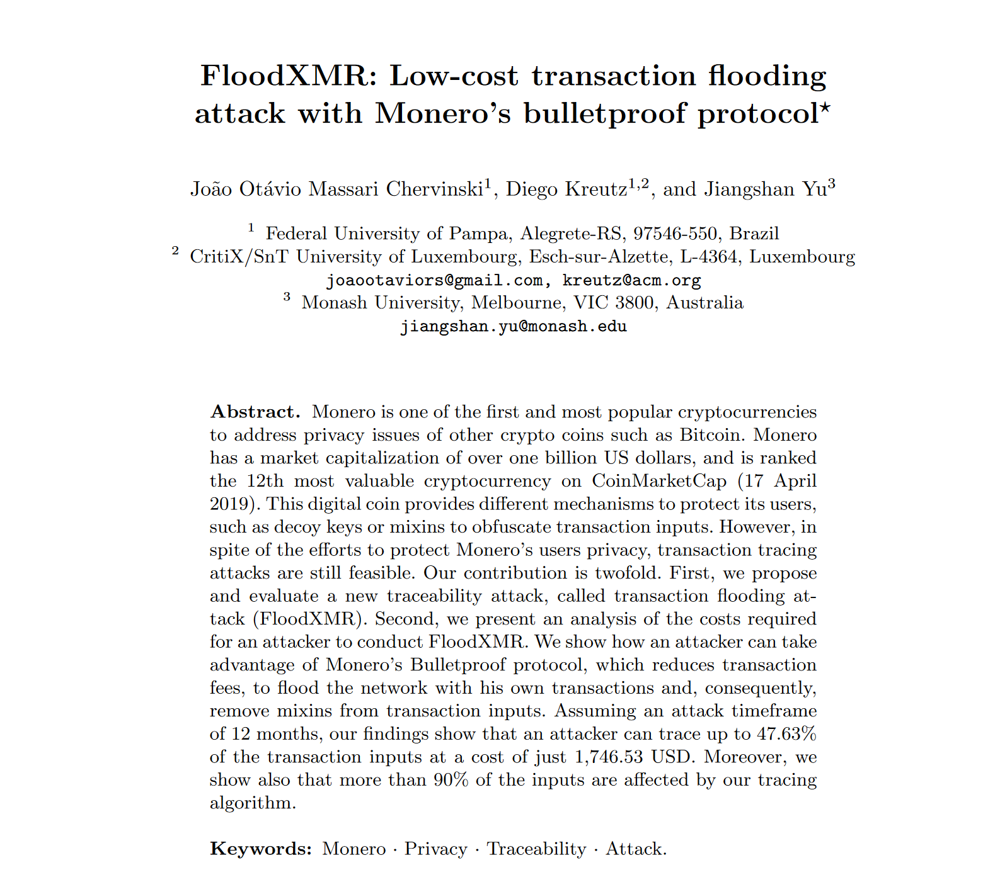 FloodXMR: Low-cost transaction flooding
attack with Monero's bulletproof protocol⋆
João Otávio Massari Chervinski1, Diego Kreutz1,2, and Jiangshan Yu3
1 Federal University of Pampa, Alegrete-RS, 97546-550, Brazil
2 CritiX/SnT University of Luxembourg, Esch-sur-Alzette, L-4364, Luxembourg
joaootaviors@gmail.com, kreutz@acm.org
3 Monash University, Melbourne, VIC 3800, Australia
jiangshan.yu@monash.edu
Abstract. Monero is one of the first and most popular cryptocurrencies
to address privacy issues of other crypto coins such as Bitcoin. Monero
has a market capitalization of over one billion US dollars, and is ranked
the 12th most valuable cryptocurrency on CoinMarketCap (17 April
2019). This digital coin provides different mechanisms to protect its users,
such as decoy keys or mixins to obfuscate transaction inputs. However, in
spite of the efforts to protect Monero's users privacy, transaction tracing
attacks are still feasible. Our contribution is twofold. First, we propose
and evaluate a new traceability attack, called transaction flooding at-
tack (FloodXMR). Second, we present an analysis of the costs required
for an attacker to conduct FloodXMR. We show how an attacker can take
advantage of Monero's Bulletproof protocol, which reduces transaction
fees, to flood the network with his own transactions and, consequently,
remove mixins from transaction inputs. Assuming an attack timeframe
of 12 months, our findings show that an attacker can trace up to 47.63%
of the transaction inputs at a cost of just 1,746.53 USD. Moreover, we
show also that more than 90% of the inputs are affected by our tracing
algorithm.
Keywords: Monero · Privacy · Traceability · Attack.